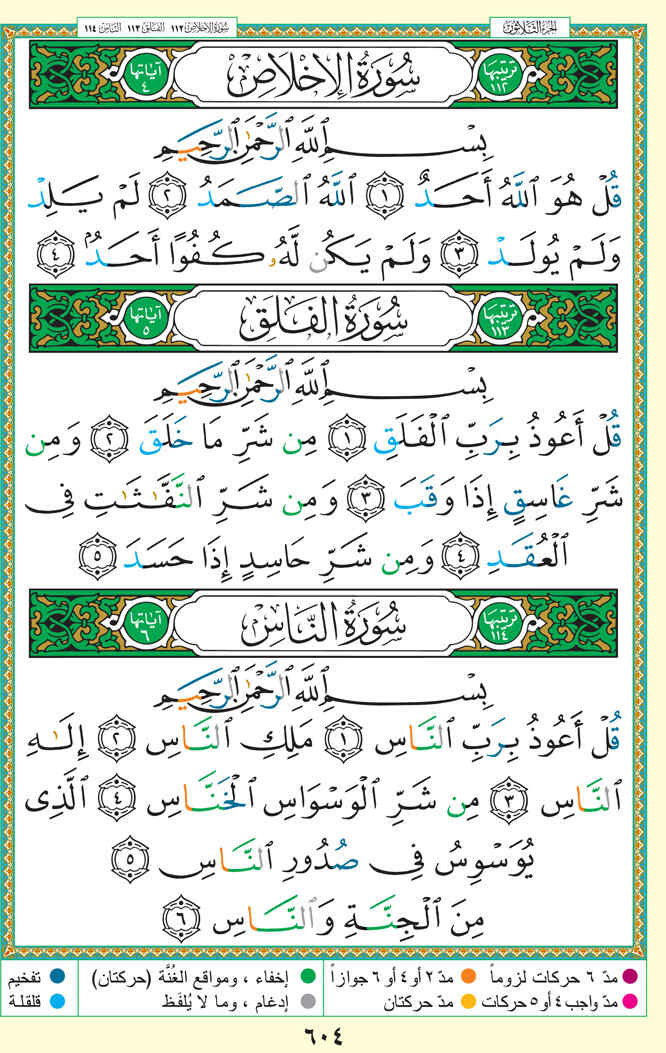 الجزء الثلاثون
سورة الإخلاص ١١٢ الفلق ١١٣ الناس ١١٤
ترتيبها ١١٢ سُورَةُ الإِخْلَاصِ آياتها ٤
بِسْمِ ٱللَّهِ ٱلرَّحْمَٰنِ ٱلرَّحِيمِ
قُلْ هُوَ ٱللَّهُ أَحَدٌ ١ ٱللَّهُ ٱلصَّمَدُ ٢ لَمْ يَلِدْ
وَلَمْ يُولَدْ ٣ وَلَمْ يَكُن لَّهُۥ كُفُوًا أَحَدٌۢ ٤
ترتيبها ١١٣ سُورَةُ الفَلَقِ آياتها ٥
بِسْمِ ٱللَّهِ ٱلرَّحْمَٰنِ ٱلرَّحِيمِ
قُلْ أَعُوذُ بِرَبِّ ٱلْفَلَقِ ١ مِن شَرِّ مَا خَلَقَ ٢ وَمِن
شَرِّ غَاسِقٍ إِذَا وَقَبَ ٣ وَمِن شَرِّ ٱلنَّفَّٰثَٰتِ فِى
ٱلْعُقَدِ ٤ وَمِن شَرِّ حَاسِدٍ إِذَا حَسَدَ ٥
ترتيبها ١١٤ سُورَةُ النَّاسِ آياتها ٦
بِسْمِ ٱللَّهِ ٱلرَّحْمَٰنِ ٱلرَّحِيمِ
قُلْ أَعُوذُ بِرَبِّ ٱلنَّاسِ ١ مَلِكِ ٱلنَّاسِ ٢ إِلَٰهِ
ٱلنَّاسِ ٣ مِن شَرِّ ٱلْوَسْوَاسِ ٱلْخَنَّاسِ ٤ ٱلَّذِى
يُوَسْوِسُ فِى صُدُورِ ٱلنَّاسِ ٥
مِنَ ٱلْجِنَّةِ وَٱلنَّاسِ ٦
مدّ ٦ حركات لزوماً مدّ ٢ أو ٤ أو ٦ جوازاً إخفاء ، ومواقع الغُنَّة (حركتان) تفخيم
مدّ واجب ٤ أو ٥ حركات مدّ حركتان إدغام ، وما لا يُلفَظ قلقلة
٦٠٤